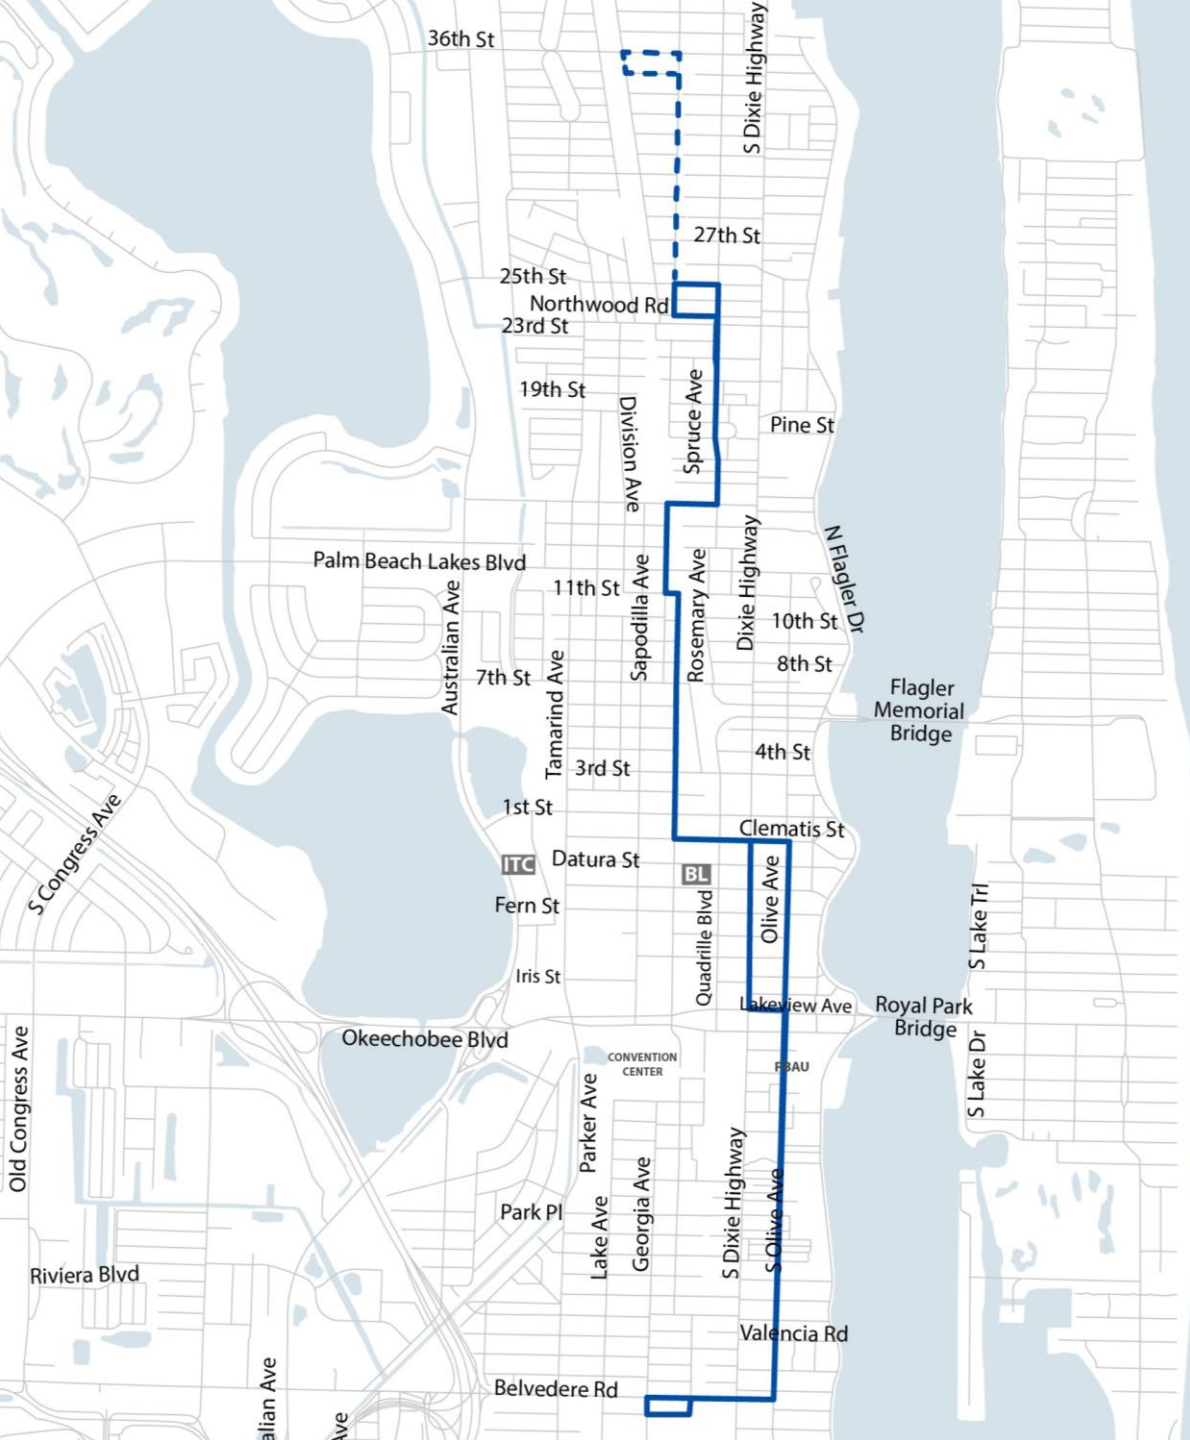 36th St
S Dixie Highway
27th St
25th St
Northwood Rd
23rd St
19th St
Division Ave
Spruce Ave
Pine St
N Flagler Dr
Palm Beach Lakes Blvd
11th St
Sapodilla Ave
Rosemary Ave
Dixie Highway
Australian Ave
10th St
8th St
7th St
Tamarind Ave
Flagler
Memorial
Bridge
4th St
3rd St
1st St
S Congress Ave
Clematis St
ITC
Datura St
BL
Olive Ave
Fern St
Quadrille Blvd
S Lake Trl
Iris St
Lakeview Ave
Royal Park
Bridge
Okeechobee Blvd
Old Congress Ave
CONVENTION
CENTER
PBAU
S Lake Dr
Parker Ave
Georgia Ave
S Dixie Highway
S Olive Ave
Park Pl
Lake Ave
Riviera Blvd
Valencia Rd
Belvedere Rd
alian Ave
Ave